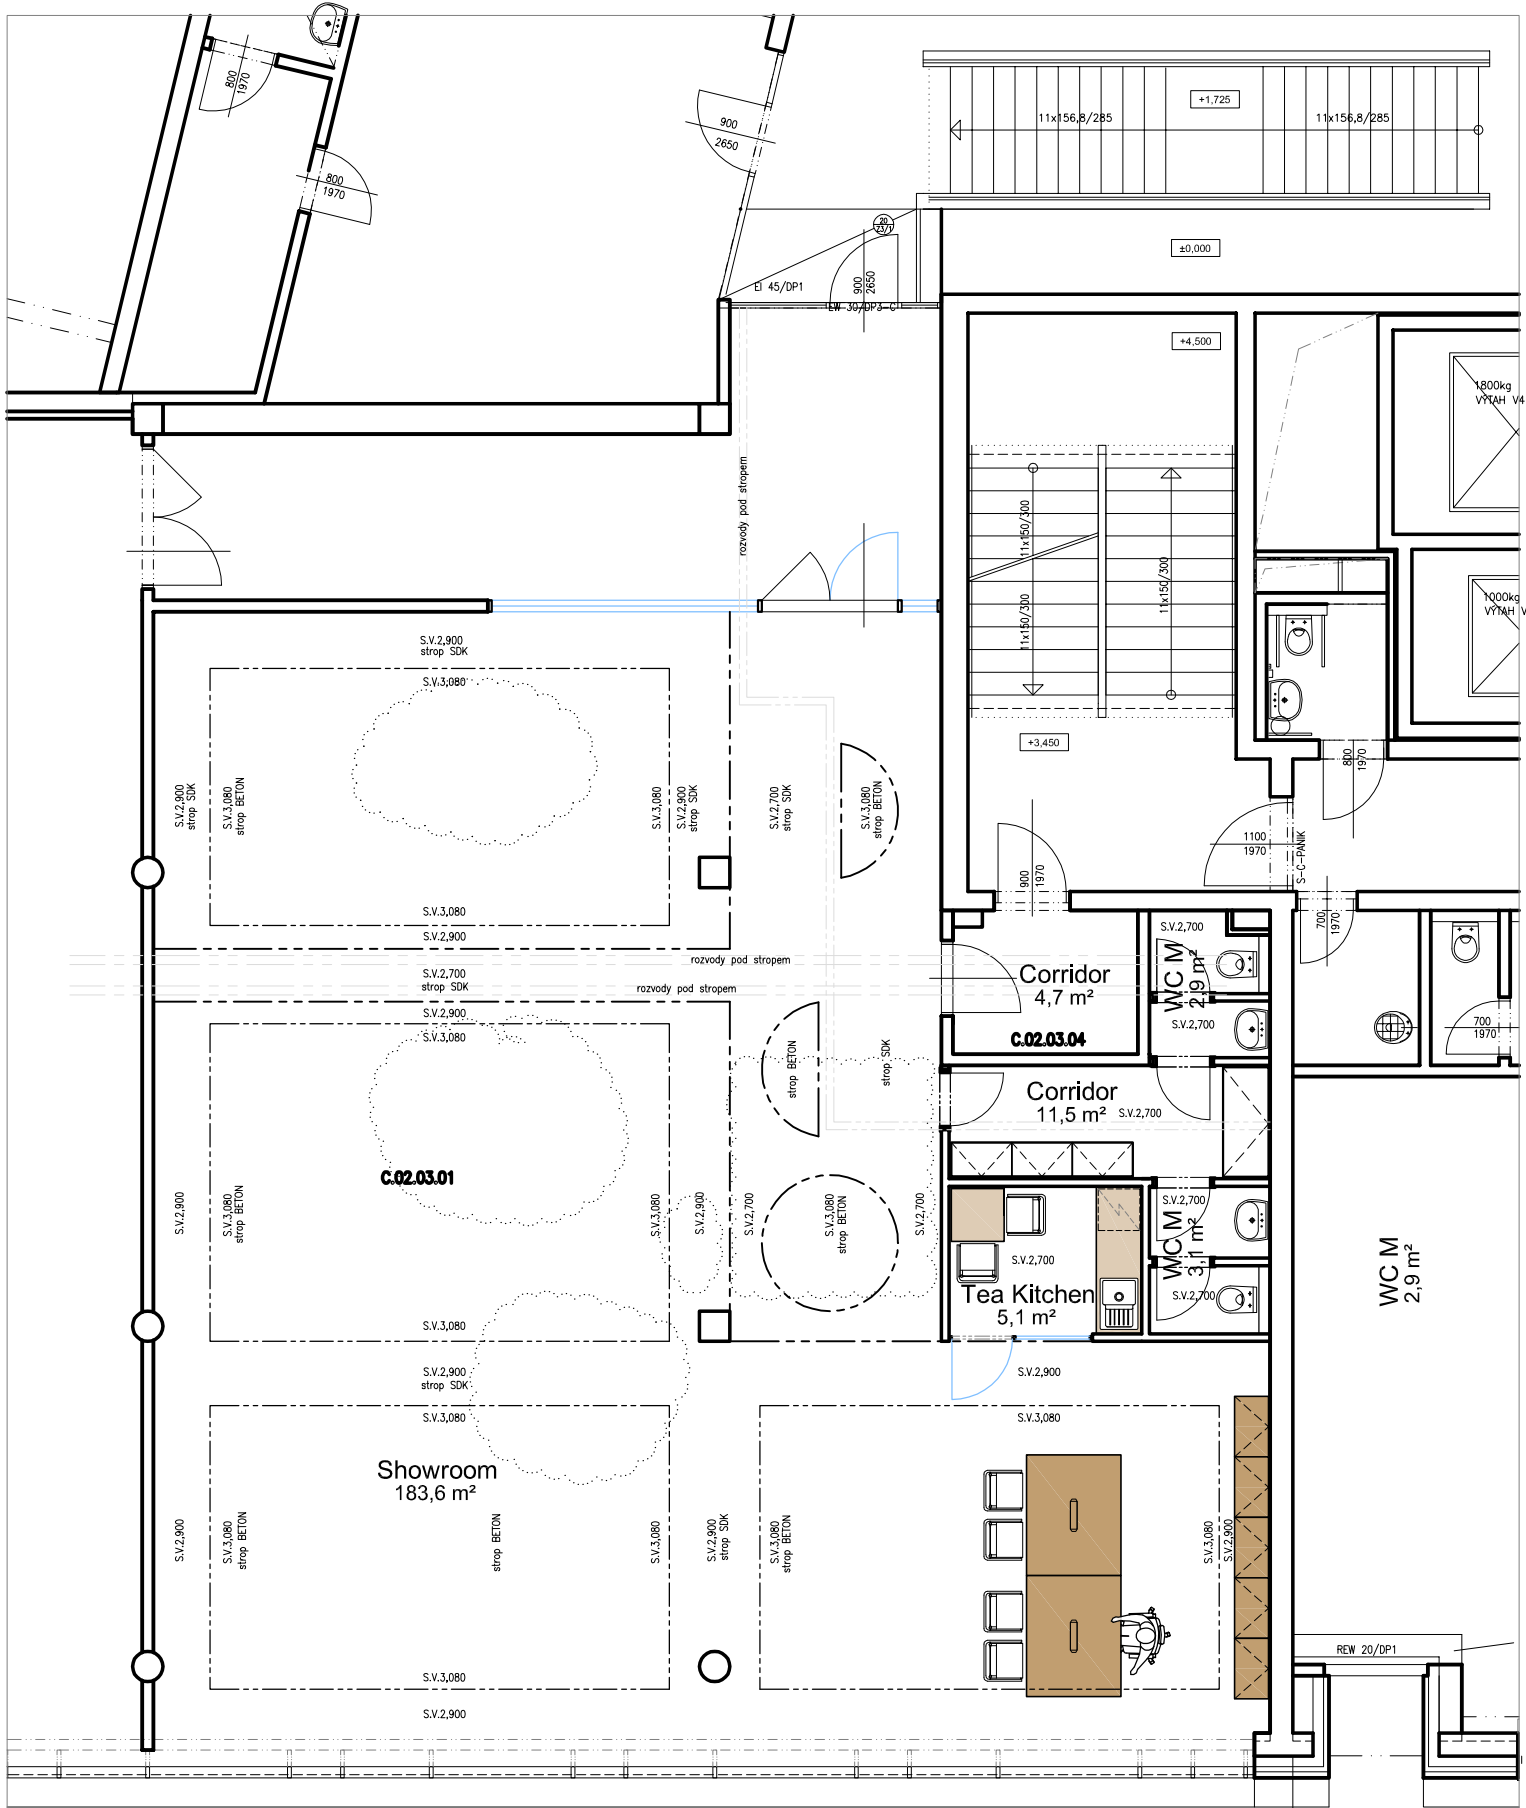 800
1970
800
1970
900
2650
11x156,8/285
+1,725
11x156,8/285
±0,000
20
Z3/1
EI 45/DP1
900
2650
EW 30/DP3-C
+4,500
1800kg
VÝTAH V4
rozvody pod stropem
11x150/300
11x150/300
11x150/300
1000kg
VÝTAH V
S.V.2,900
strop SDK
S.V.3,080
+3,450
800
1970
S.V.2,900
strop SDK
S.V.3,080
strop BETON
S.V.3,080
S.V.2,900
strop SDK
S.V.2,700
strop SDK
S.V.3,080
strop BETON
1100
1970
S-C-PANIK
900
1970
700
1970
S.V.3,080
S.V.2,900
rozvody pod stropem
S.V.2,700
strop SDK
rozvody pod stropem
S.V.2,900
S.V.3,080
Corridor
4,7 m²
C.02.03.04
S.V.2,700
WC M
2,9 m²
S.V.2,700
700
1970
strop BETON
strop SDK
Corridor
11,5 m²
S.V.2,700
C.02.03.01
S.V.2,900
S.V.3,080
strop BETON
S.V.3,080
S.V.2,900
S.V.2,700
S.V.3,080
strop BETON
S.V.2,700
S.V.2,700
WC M
3,1 m²
S.V.2,700
S.V.2,700
Tea Kitchen
5,1 m²
WC M
2,9 m²
S.V.3,080
S.V.2,900
strop SDK
S.V.3,080
S.V.2,900
S.V.3,080
Showroom
183,6 m²
S.V.2,900
S.V.3,080
strop BETON
strop BETON
S.V.3,080
S.V.2,900
strop SDK
S.V.3,080
strop BETON
S.V.3,080
S.V.2,900
S.V.3,080
S.V.2,900
REW 20/DP1